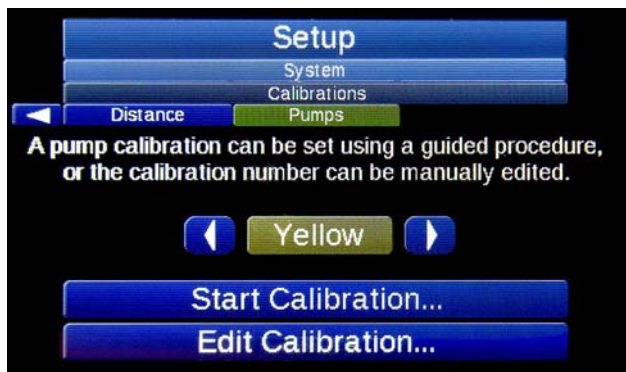 Setup
System
Calibrations
Distance Pumps
A pump calibration can be set using a guided procedure,
or the calibration number can be manually edited.
Yellow
Start Calibration...
Edit Calibration...